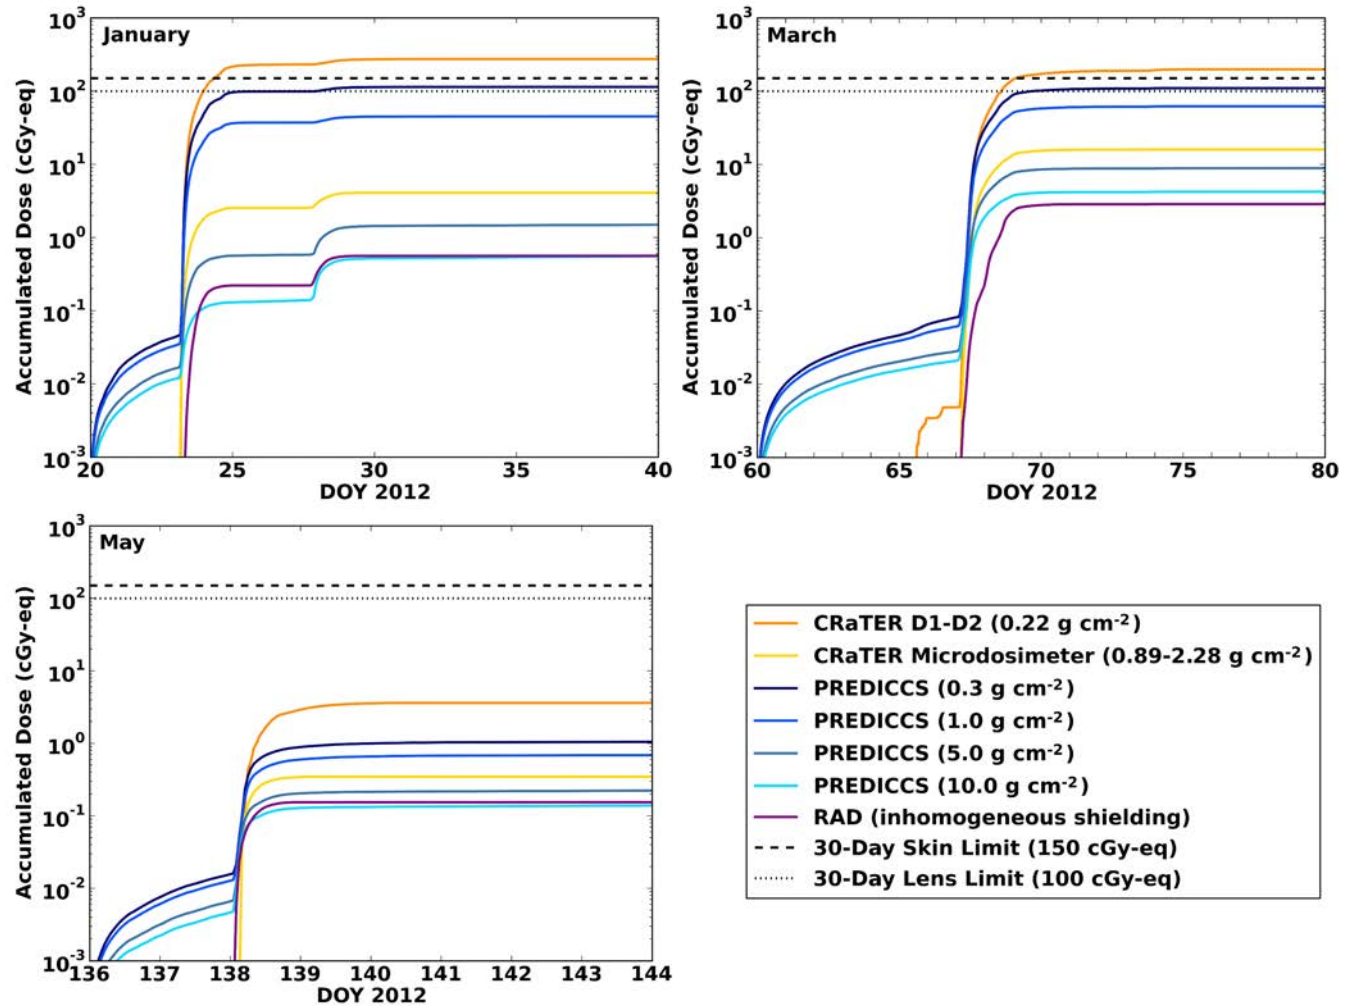 January
Accumulated Dose (cGy-eq)
10³
10²
10¹
10⁰
10⁻¹
10⁻²
10⁻³
20 25 30 35 40
DOY 2012
March
Accumulated Dose (cGy-eq)
10³
10²
10¹
10⁰
10⁻¹
10⁻²
10⁻³
60 65 70 75 80
DOY 2012
May
Accumulated Dose (cGy-eq)
10³
10²
10¹
10⁰
10⁻¹
10⁻²
10⁻³
136 137 138 139 140 141 142 143 144
DOY 2012
CRaTER D1-D2 (0.22 g cm⁻²)
CRaTER Microdosimeter (0.89-2.28 g cm⁻²)
PREDICCS (0.3 g cm⁻²)
PREDICCS (1.0 g cm⁻²)
PREDICCS (5.0 g cm⁻²)
PREDICCS (10.0 g cm⁻²)
RAD (inhomogeneous shielding)
30-Day Skin Limit (150 cGy-eq)
30-Day Lens Limit (100 cGy-eq)